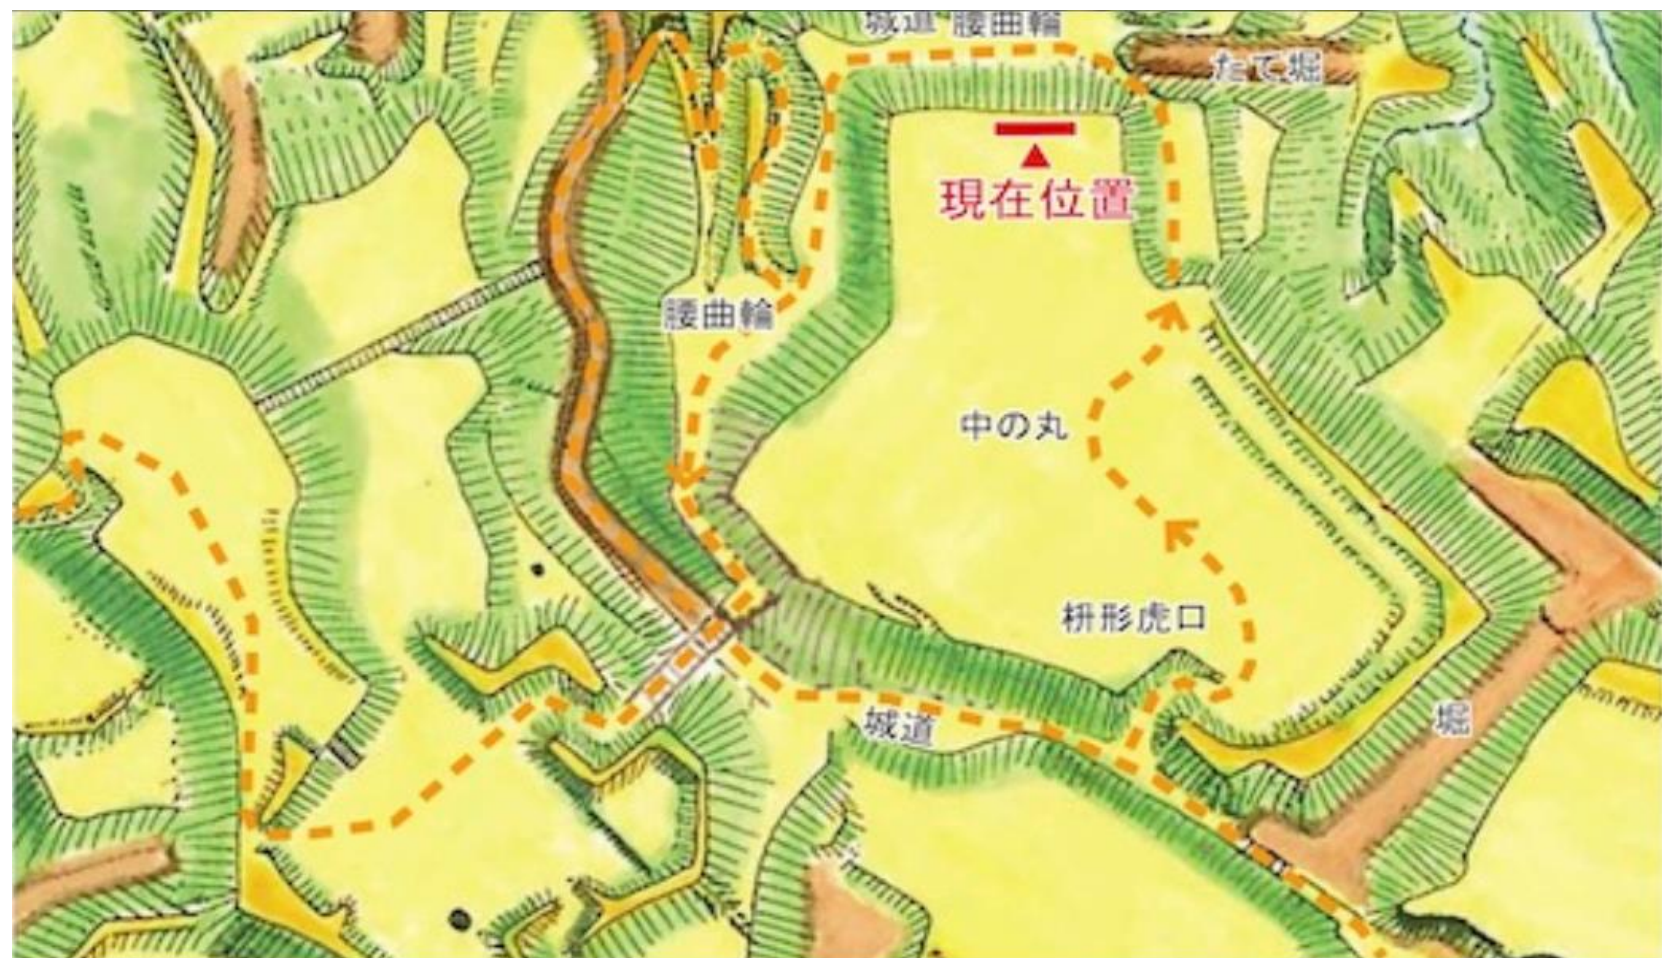 城道 腰曲輪
たて堀
現在位置
腰曲輪
中の丸
枡形虎口
城道
堀